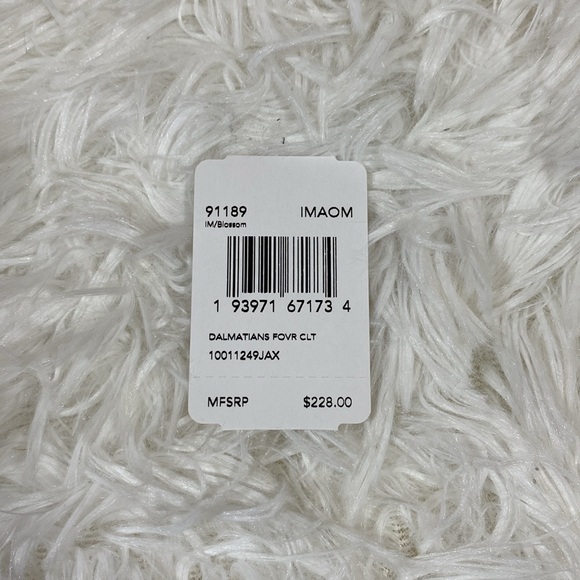 91189 IMAOM
IM/Blossom
1 93971 67173 4
DALMATIANS FOVR CLT
10011249JAX
MFSRP $228.00